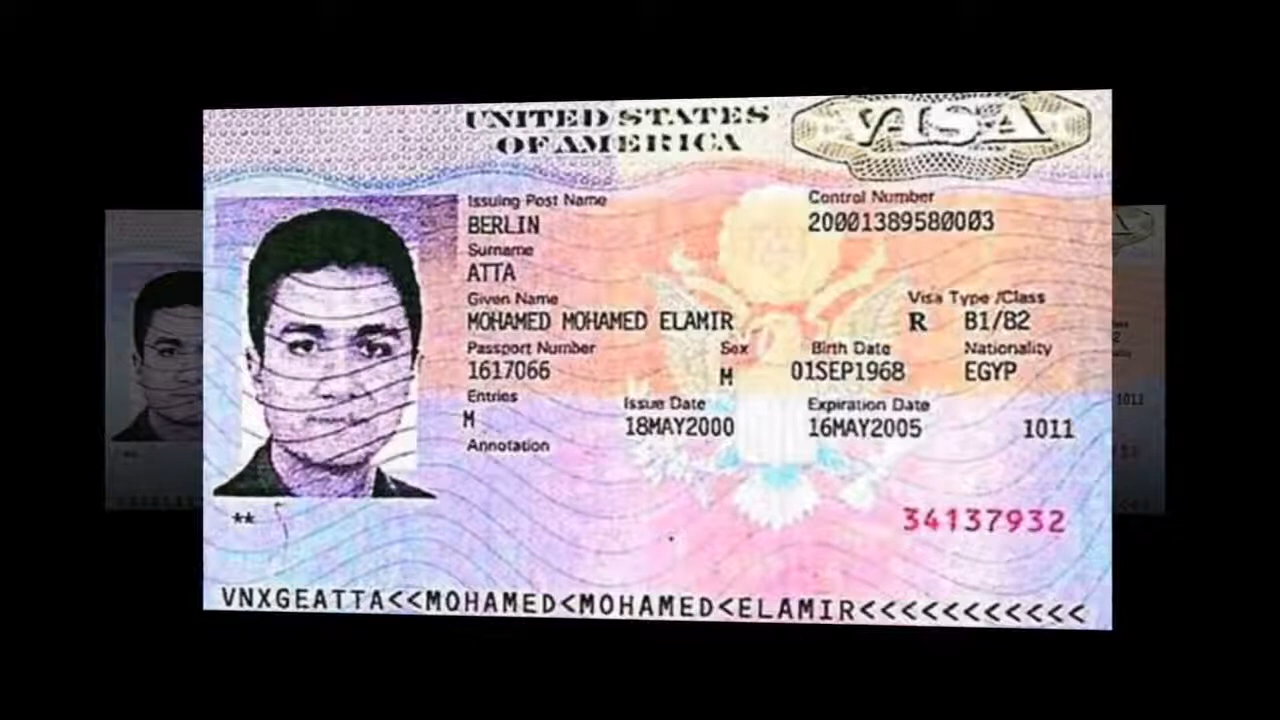 UNITED STATES
OF AMERICA
VISA
Issuing Post Name
BERLIN
Control Number
20001389580003
Surname
ATTA
Given Name
MOHAMED MOHAMED ELAMIR
Visa Type /Class
R B1/B2
Passport Number
1617066
Sex
M
Birth Date
01SEP1968
Nationality
EGYP
Entries
M
Issue Date
18MAY2000
Expiration Date
16MAY2005
1011
Annotation
**
34137932
VNXGEATTA<<MOHAMED<MOHAMED<ELAMIR<<<<<<<<<<<
1011